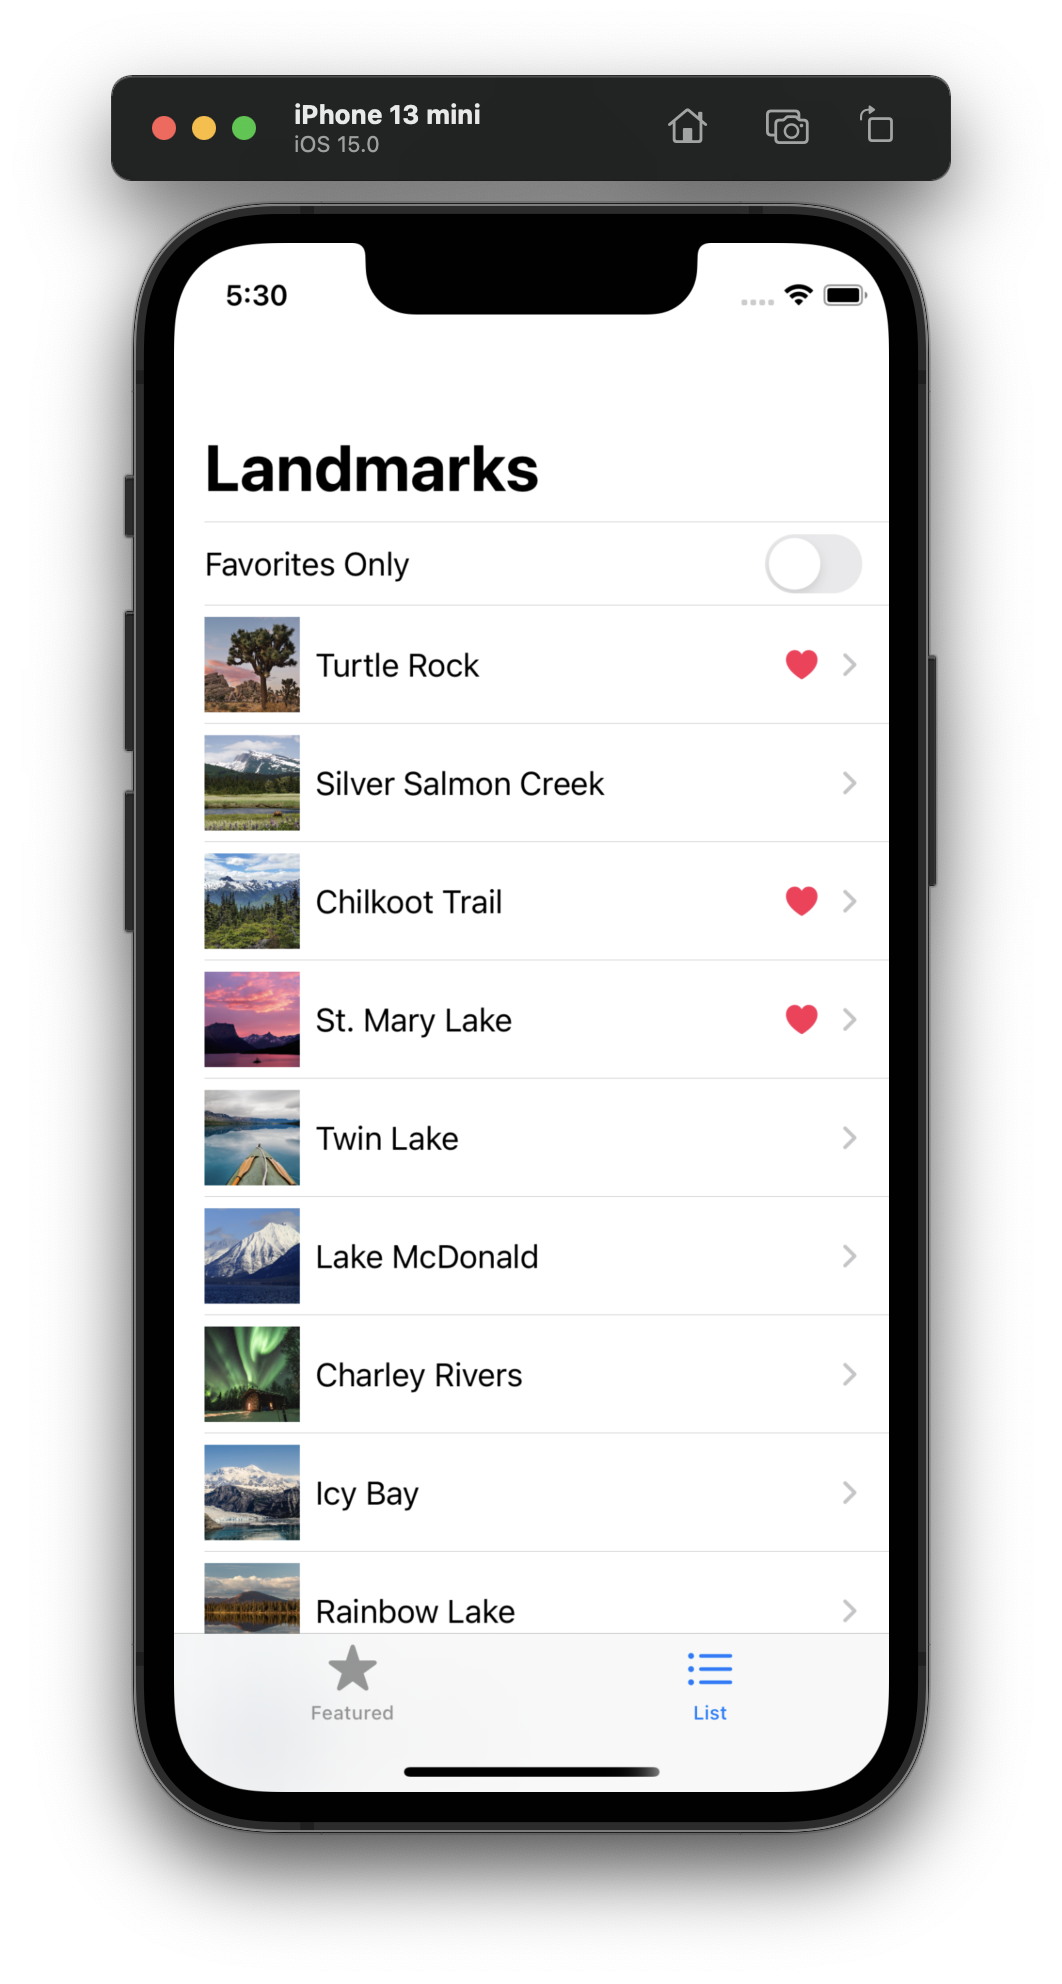 iPhone 13 mini
iOS 15.0
5:30
Landmarks
Favorites Only
Turtle Rock
Silver Salmon Creek
Chilkoot Trail
St. Mary Lake
Twin Lake
Lake McDonald
Charley Rivers
Icy Bay
Rainbow Lake
Featured
List